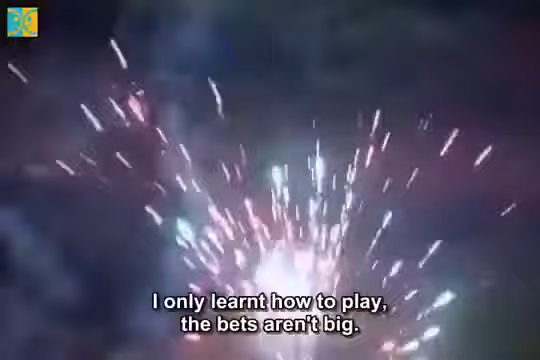 I only learnt how to play,
the bets aren't big.